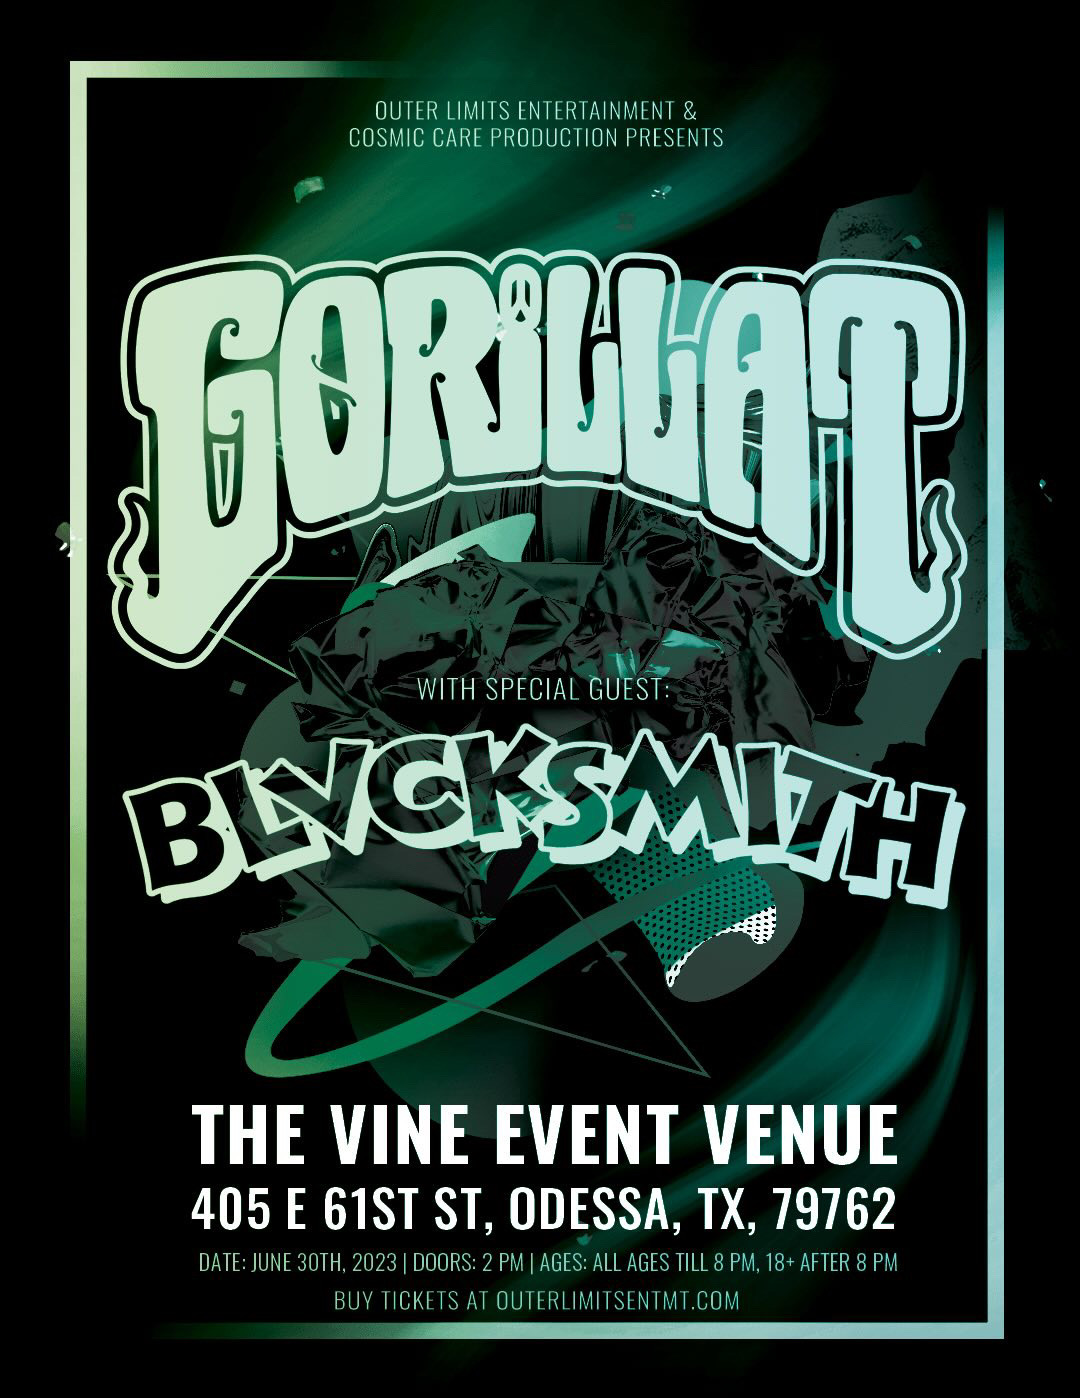 OUTER LIMITS ENTERTAINMENT &
COSMIC CARE PRODUCTION PRESENTS
GORiLLAT
WITH SPECIAL GUEST:
BLVCKSMITH
THE VINE EVENT VENUE
405 E 61ST ST, ODESSA, TX, 79762
DATE: JUNE 30TH, 2023 | DOORS: 2 PM | AGES: ALL AGES TILL 8 PM, 18+ AFTER 8 PM
BUY TICKETS AT OUTERLIMITSENTMT.COM